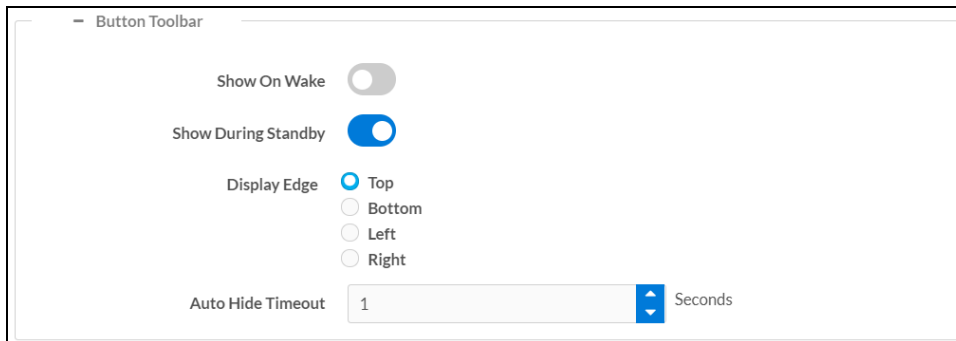 – Button Toolbar
Show On Wake
Show During Standby
Display Edge Top
Bottom
Left
Right
Auto Hide Timeout 1 Seconds